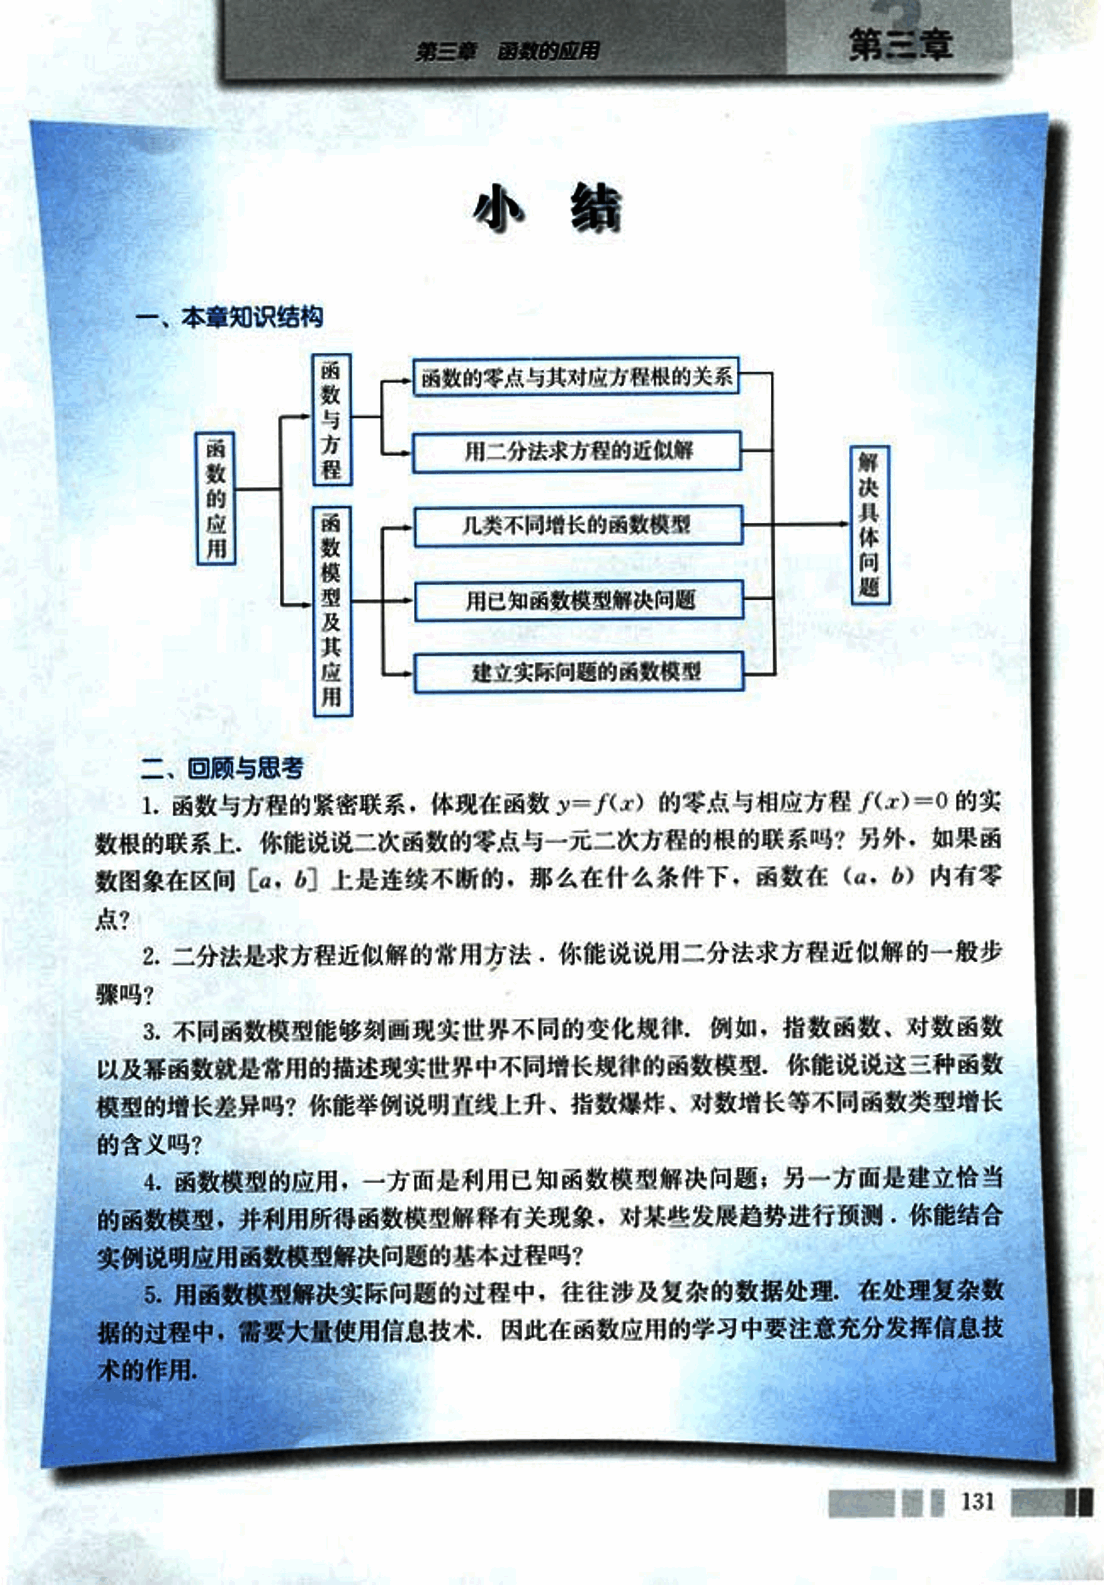 第三章 函数的应用
第三章
小 结
一、本章知识结构
函数的应用
函数与方程
函数的零点与其对应方程根的关系
用二分法求方程的近似解
函数模型及其应用
几类不同增长的函数模型
用已知函数模型解决问题
建立实际问题的函数模型
解决具体问题
二、回顾与思考
1. 函数与方程的紧密联系，体现在函数 y=f(x) 的零点与相应方程 f(x)=0 的实
数根的联系上. 你能说说二次函数的零点与一元二次方程的根的联系吗？另外，如果函
数图象在区间 [a，b] 上是连续不断的，那么在什么条件下，函数在（a，b）内有零
点？
2. 二分法是求方程近似解的常用方法．你能说说用二分法求方程近似解的一般步
骤吗？
3. 不同函数模型能够刻画现实世界不同的变化规律. 例如，指数函数、对数函数
以及幂函数就是常用的描述现实世界中不同增长规律的函数模型. 你能说说这三种函数
模型的增长差异吗？你能举例说明直线上升、指数爆炸、对数增长等不同函数类型增长
的含义吗？
4. 函数模型的应用，一方面是利用已知函数模型解决问题；另一方面是建立恰当
的函数模型，并利用所得函数模型解释有关现象，对某些发展趋势进行预测．你能结合
实例说明应用函数模型解决问题的基本过程吗？
5. 用函数模型解决实际问题的过程中，往往涉及复杂的数据处理. 在处理复杂数
据的过程中，需要大量使用信息技术. 因此在函数应用的学习中要注意充分发挥信息技
术的作用.
131